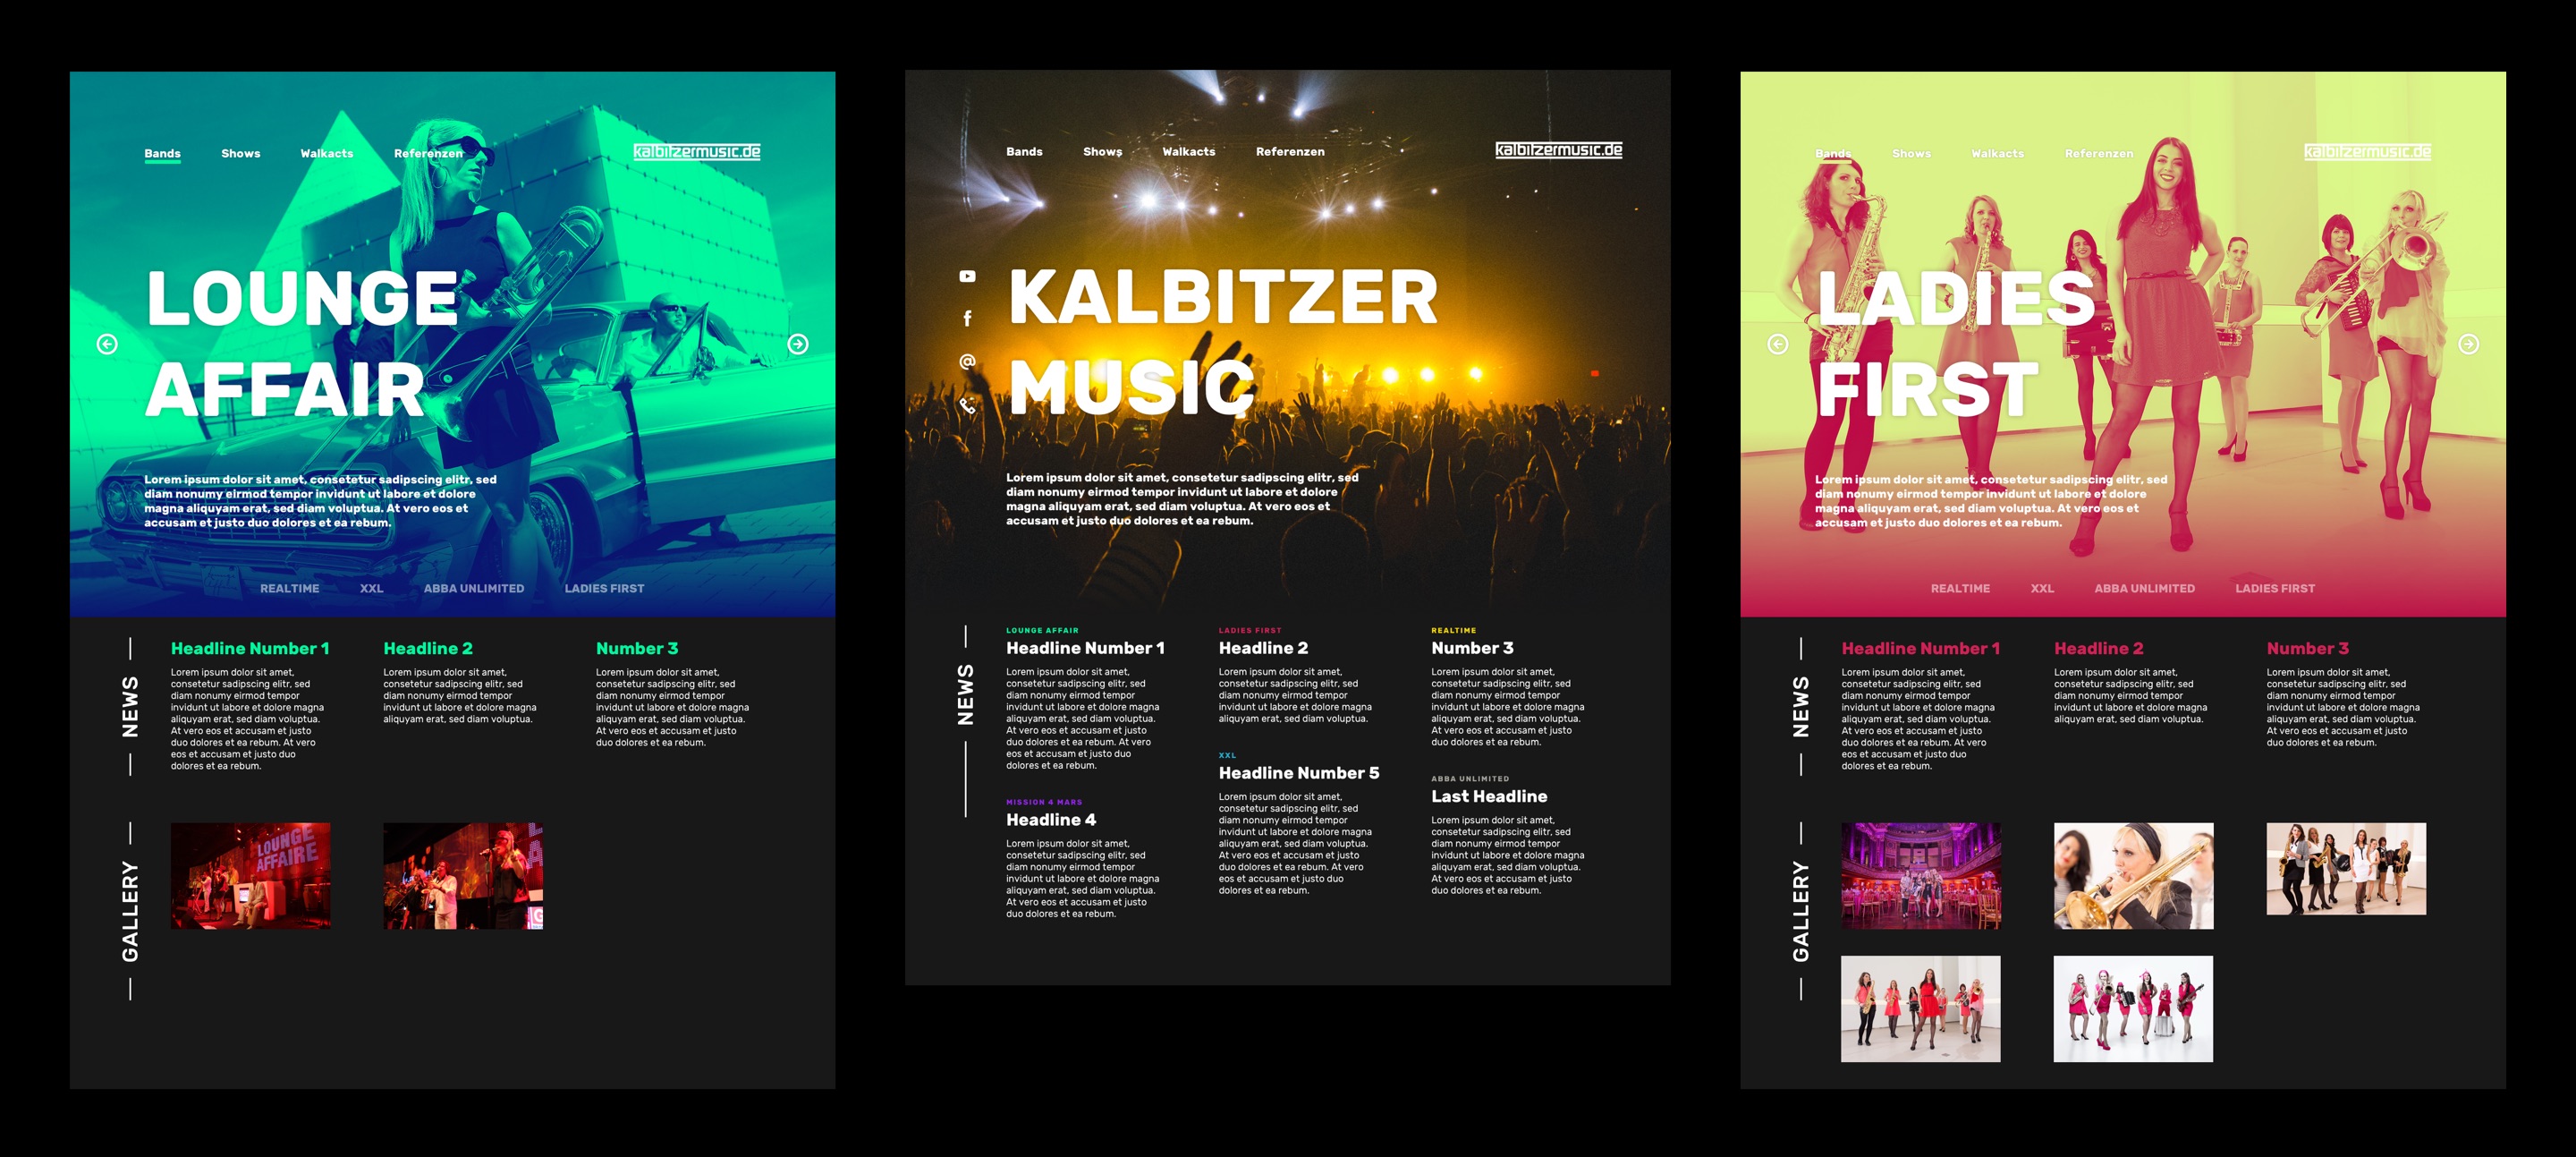 Bands Shows Walkacts Referenzen kalbitzermusic.de
LOUNGE
AFFAIR
Lorem ipsum dolor sit amet, consetetur sadipscing elitr, sed
diam nonumy eirmod tempor invidunt ut labore et dolore
magna aliquyam erat, sed diam voluptua. At vero eos et
accusam et justo duo dolores et ea rebum.
REALTIME XXL ABBA UNLIMITED LADIES FIRST
NEWS
Headline Number 1
Lorem ipsum dolor sit amet,
consetetur sadipscing elitr, sed
diam nonumy eirmod tempor
invidunt ut labore et dolore magna
aliquyam erat, sed diam voluptua.
At vero eos et accusam et justo
duo dolores et ea rebum. At vero
eos et accusam et justo duo
dolores et ea rebum.
Headline 2
Lorem ipsum dolor sit amet,
consetetur sadipscing elitr, sed
diam nonumy eirmod tempor
invidunt ut labore et dolore magna
aliquyam erat, sed diam voluptua.
Number 3
Lorem ipsum dolor sit amet,
consetetur sadipscing elitr, sed
diam nonumy eirmod tempor
invidunt ut labore et dolore magna
aliquyam erat, sed diam voluptua.
At vero eos et accusam et justo
duo dolores et ea rebum.
GALLERY
LOUNGE
AFFAIRE
Bands Shows Walkacts Referenzen kalbitzermusic.de
KALBITZER
MUSIC
Lorem ipsum dolor sit amet, consetetur sadipscing elitr, sed
diam nonumy eirmod tempor invidunt ut labore et dolore
magna aliquyam erat, sed diam voluptua. At vero eos et
accusam et justo duo dolores et ea rebum.
NEWS
LOUNGE AFFAIR
Headline Number 1
Lorem ipsum dolor sit amet,
consetetur sadipscing elitr, sed
diam nonumy eirmod tempor
invidunt ut labore et dolore magna
aliquyam erat, sed diam voluptua.
At vero eos et accusam et justo
duo dolores et ea rebum. At vero
eos et accusam et justo duo
dolores et ea rebum.
MISSION 4 MARS
Headline 4
Lorem ipsum dolor sit amet,
consetetur sadipscing elitr, sed
diam nonumy eirmod tempor
invidunt ut labore et dolore magna
aliquyam erat, sed diam voluptua.
At vero eos et accusam et justo
duo dolores et ea rebum.
LADIES FIRST
Headline 2
Lorem ipsum dolor sit amet,
consetetur sadipscing elitr, sed
diam nonumy eirmod tempor
invidunt ut labore et dolore magna
aliquyam erat, sed diam voluptua.
XXL
Headline Number 5
Lorem ipsum dolor sit amet,
consetetur sadipscing elitr, sed
diam nonumy eirmod tempor
invidunt ut labore et dolore magna
aliquyam erat, sed diam voluptua.
At vero eos et accusam et justo
duo dolores et ea rebum. At vero
eos et accusam et justo duo
dolores et ea rebum.
REALTIME
Number 3
Lorem ipsum dolor sit amet,
consetetur sadipscing elitr, sed
diam nonumy eirmod tempor
invidunt ut labore et dolore magna
aliquyam erat, sed diam voluptua.
At vero eos et accusam et justo
duo dolores et ea rebum.
ABBA UNLIMITED
Last Headline
Lorem ipsum dolor sit amet,
consetetur sadipscing elitr, sed
diam nonumy eirmod tempor
invidunt ut labore et dolore magna
aliquyam erat, sed diam voluptua.
At vero eos et accusam et justo
duo dolores et ea rebum.
Bands Shows Walkacts Referenzen kalbitzermusic.de
LADIES
FIRST
Lorem ipsum dolor sit amet, consetetur sadipscing elitr, sed
diam nonumy eirmod tempor invidunt ut labore et dolore
magna aliquyam erat, sed diam voluptua. At vero eos et
accusam et justo duo dolores et ea rebum.
REALTIME XXL ABBA UNLIMITED LADIES FIRST
NEWS
Headline Number 1
Lorem ipsum dolor sit amet,
consetetur sadipscing elitr, sed
diam nonumy eirmod tempor
invidunt ut labore et dolore magna
aliquyam erat, sed diam voluptua.
At vero eos et accusam et justo
duo dolores et ea rebum. At vero
eos et accusam et justo duo
dolores et ea rebum.
Headline 2
Lorem ipsum dolor sit amet,
consetetur sadipscing elitr, sed
diam nonumy eirmod tempor
invidunt ut labore et dolore magna
aliquyam erat, sed diam voluptua.
Number 3
Lorem ipsum dolor sit amet,
consetetur sadipscing elitr, sed
diam nonumy eirmod tempor
invidunt ut labore et dolore magna
aliquyam erat, sed diam voluptua.
At vero eos et accusam et justo
duo dolores et ea rebum.
GALLERY